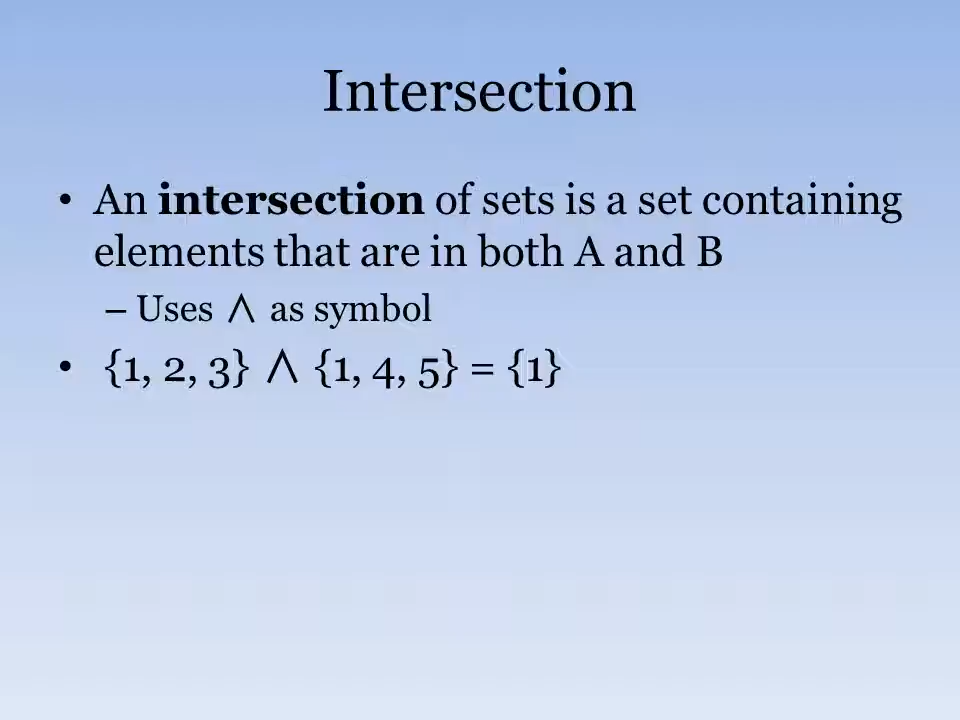 Intersection
• An intersection of sets is a set containing
elements that are in both A and B
– Uses ∧ as symbol
• {1, 2, 3} ∧ {1, 4, 5} = {1}